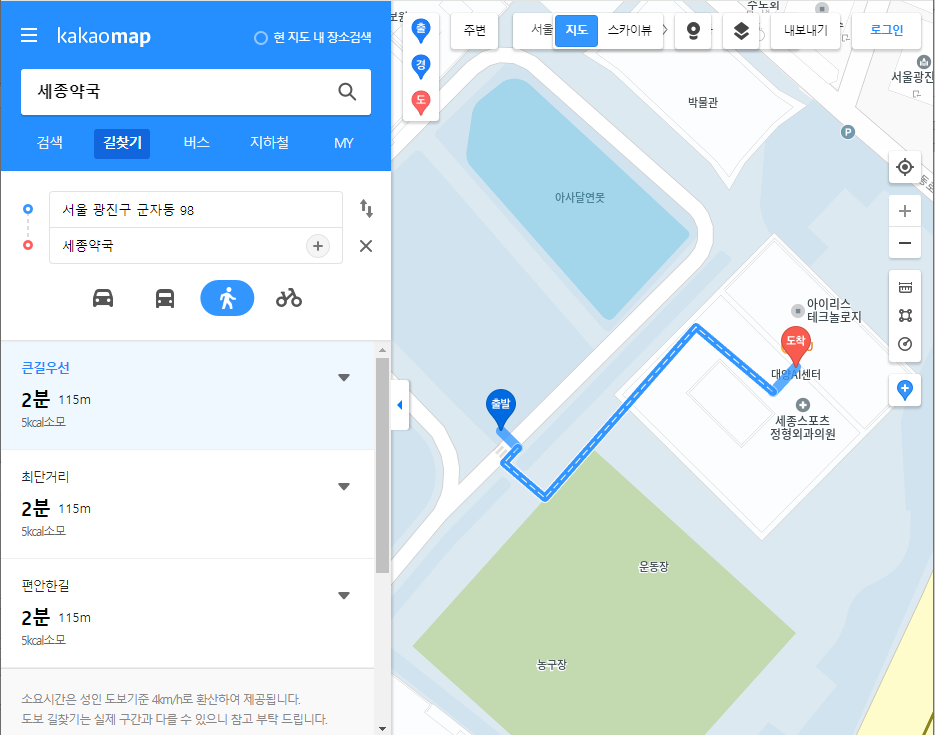 kakaomap
현 지도 내 장소검색
세종약국
검색
길찾기
버스
지하철
MY
서울 광진구 군자동 98
세종약국
큰길우선
2분 115m
5kcal소모
최단거리
2분 115m
5kcal소모
편안한길
2분 115m
5kcal소모
소요시간은 성인 도보기준 4km/h로 환산하여 제공됩니다.
도보 길찾기는 실제 구간과 다를 수 있으니 참고 부탁 드립니다.
출
경
도
주변
서울
지도
스카이뷰
내보내기
로그인
서울광진
박물관
P
아사달연못
아이리스
테크놀로지
도착
대양AI센터
출발
세종스포츠
정형외과의원
운동장
농구장